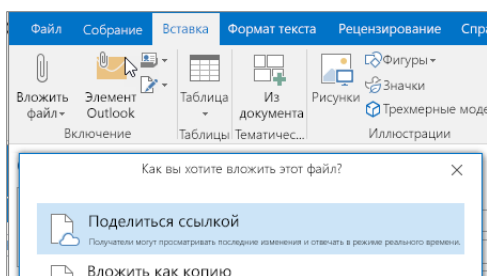 Файл Собрание Вставка Формат текста Рецензирование Спра
Фигуры
Значки
Трехмерные моде
Вложить файл
Элемент Outlook
Таблица
Из документа
Рисунки
Включение Таблицы Тематичес... Иллюстрации
Как вы хотите вложить этот файл?
Поделиться ссылкой
Получатели могут просматривать последние изменения и отвечать в режиме реального времени.
Вложить как копию